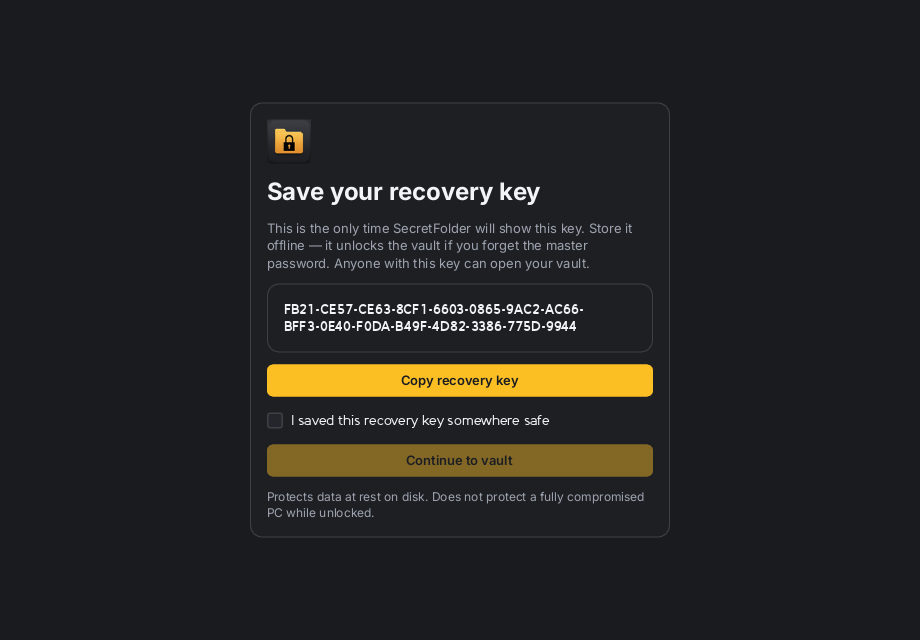 Save your recovery key
This is the only time SecretFolder will show this key. Store it
offline — it unlocks the vault if you forget the master
password. Anyone with this key can open your vault.
FB21-CE57-CE63-8CF1-6603-0865-9AC2-AC66-
BFF3-0E40-F0DA-B49F-4D82-3386-775D-9944
Copy recovery key
I saved this recovery key somewhere safe
Continue to vault
Protects data at rest on disk. Does not protect a fully compromised
PC while unlocked.